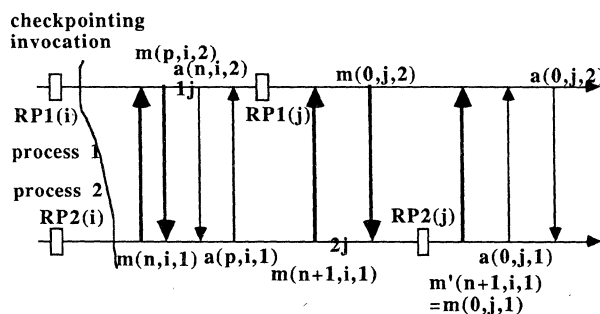 checkpointing
invocation
m(p,i,2)
a(n,i,2)
1j
m(0,j,2)
a(0,j,2)
RP1(i)
RP1(j)
process 1
process 2
RP2(i)
RP2(j)
m(n,i,1)
a(p,i,1)
2j
m(n+1,i,1)
a(0,j,1)
m'(n+1,i,1)
=m(0,j,1)